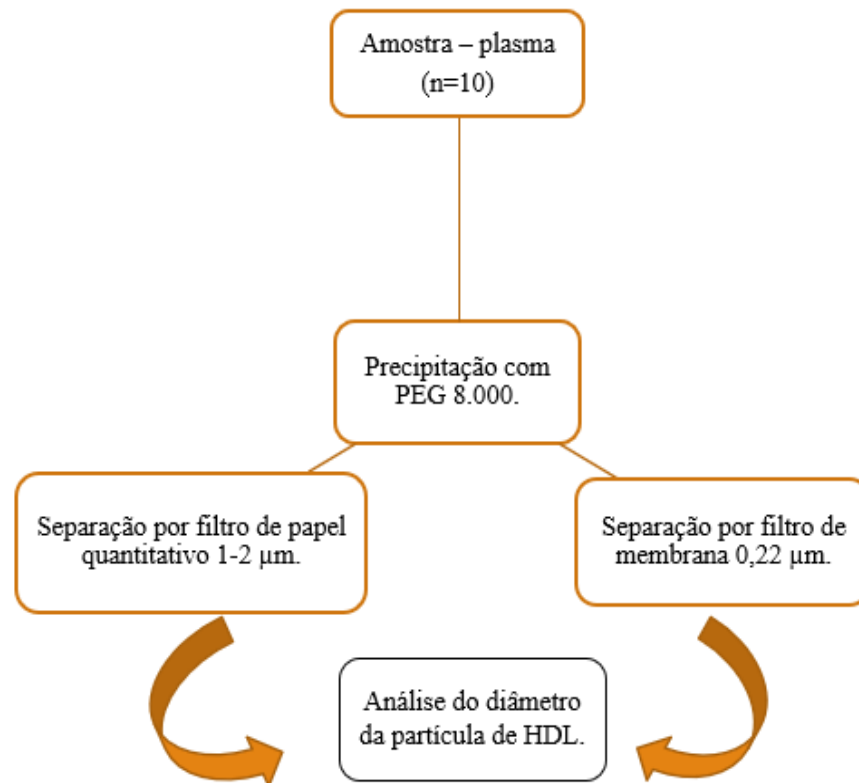 Amostra – plasma
(n=10)
Precipitação com
PEG 8.000.
Separação por filtro de papel
quantitativo 1-2 µm.
Separação por filtro de
membrana 0,22 µm.
Análise do diâmetro
da partícula de HDL.